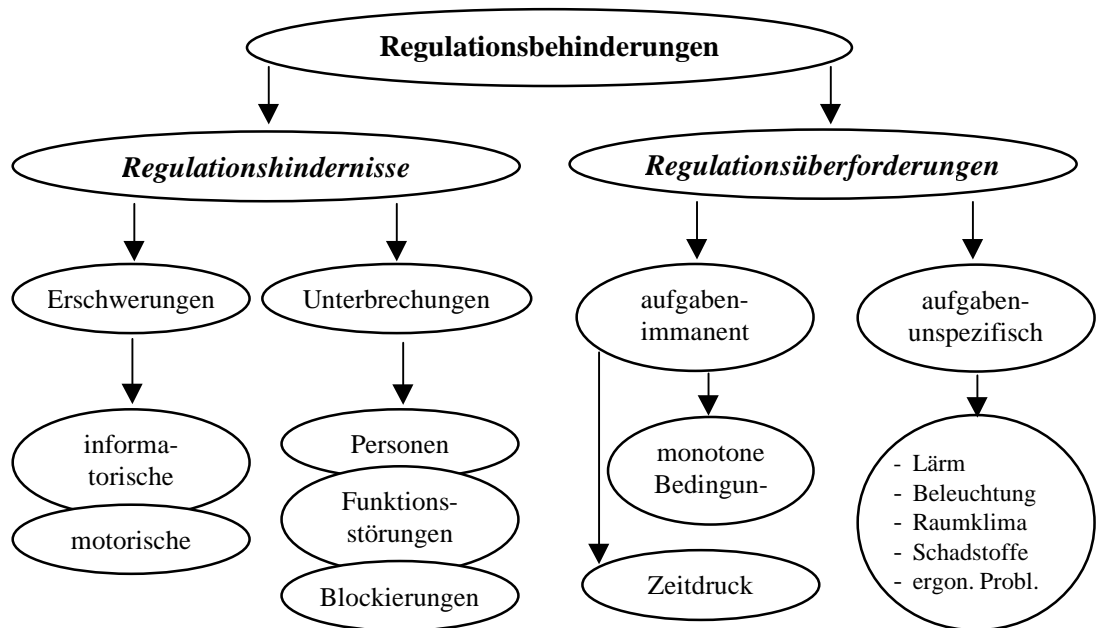 Regulationsbehinderungen
Regulationshindernisse
Regulationsüberforderungen
Erschwerungen
Unterbrechungen
aufgaben-
immanent
aufgaben-
unspezifisch
informa-
torische
motorische
Personen
Funktions-
störungen
Blockierungen
monotone
Bedingun-
Zeitdruck
- Lärm
- Beleuchtung
- Raumklima
- Schadstoffe
- ergon. Probl.